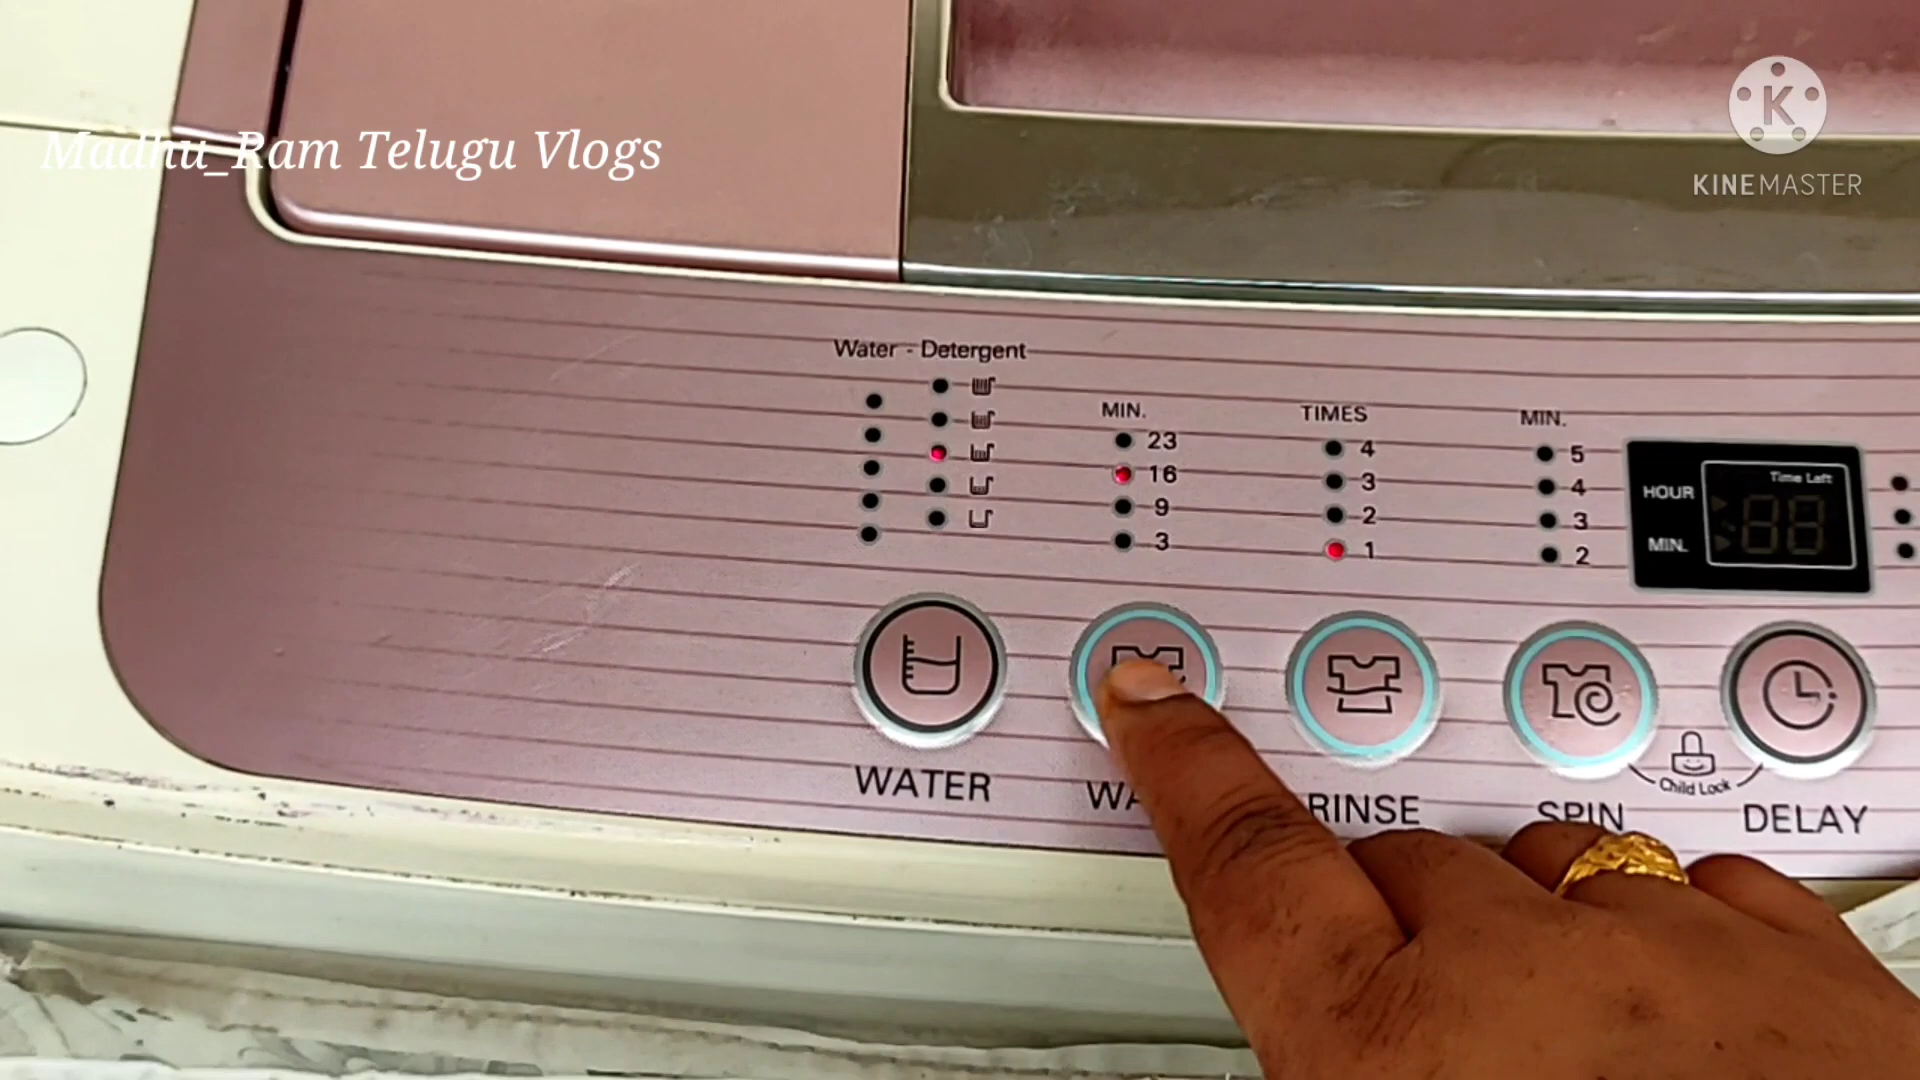 Madhu_Ram Telugu Vlogs
K
KINEMASTER
Water - Detergent
MIN.
23
16
9
3
TIMES
4
3
2
1
MIN.
5
4
3
2
HOUR
MIN.
Time Left
WATER
RINSE
SPIN
Child Lock
DELAY